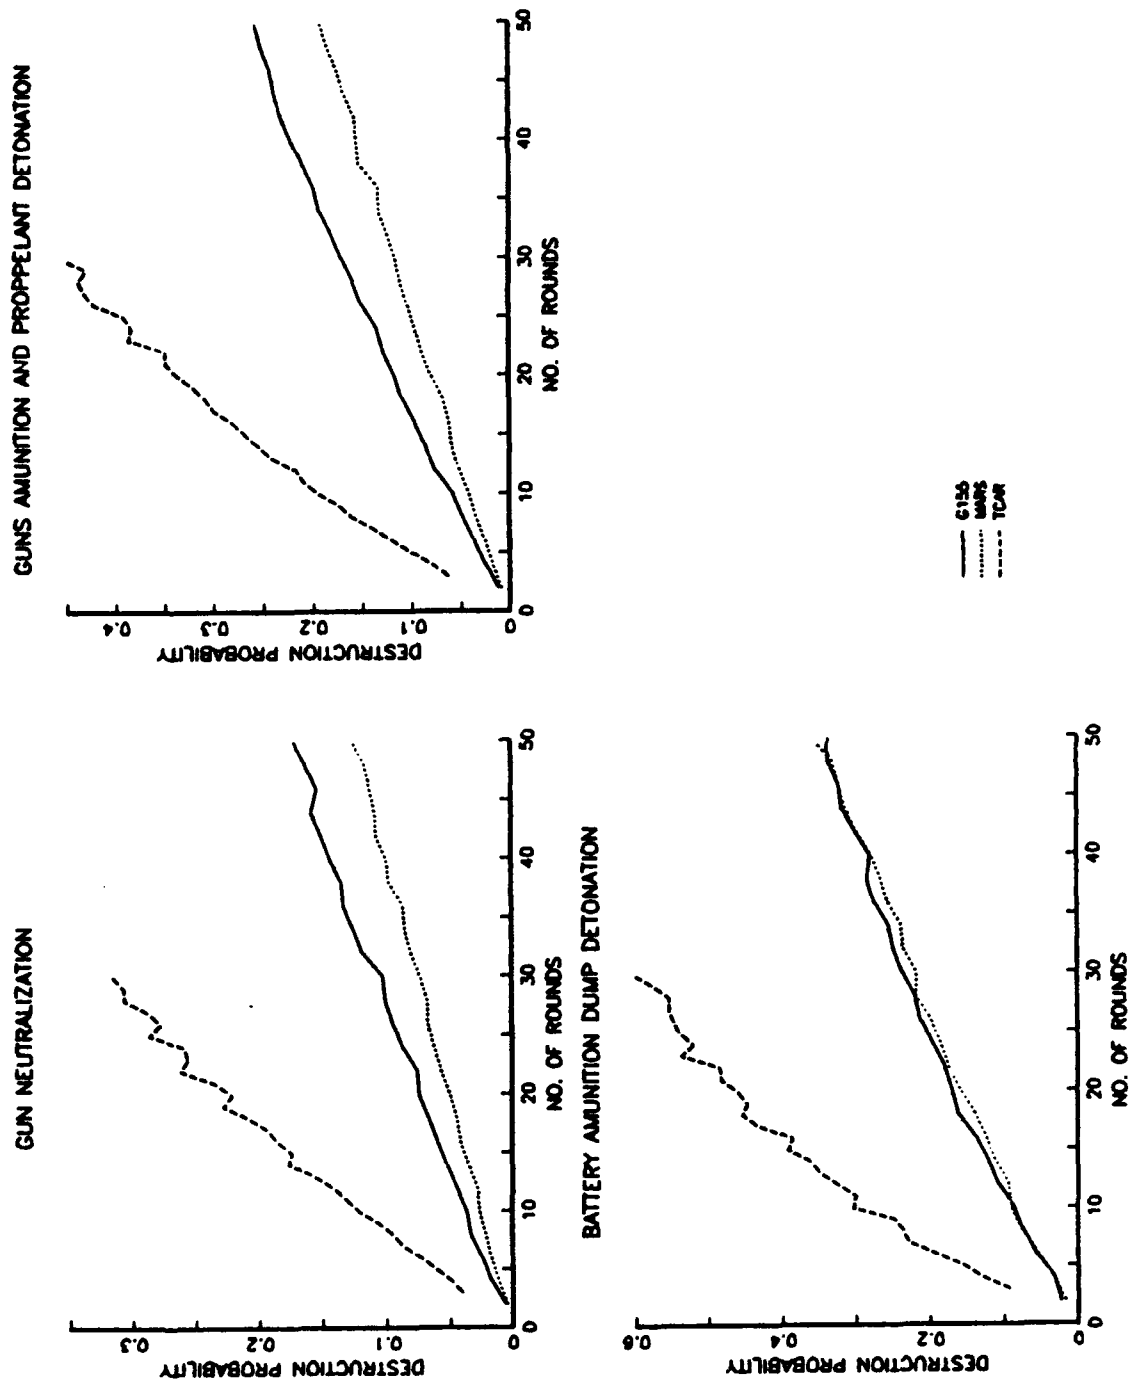 GUN NEUTRALIZATION
DESTRUCTION PROBABILITY
0.3
0.2
0.1
0
0 10 20 30 40 50
NO. OF ROUNDS
GUNS AMUNITION AND PROPPELANT DETONATION
DESTRUCTION PROBABILITY
0.4
0.3
0.2
0.1
0
0 10 20 30 40 50
NO. OF ROUNDS
BATTERY AMUNITION DUMP DETONATION
DESTRUCTION PROBABILITY
0.6
0.4
0.2
0
0 10 20 30 40 50
NO. OF ROUNDS
G155
MARS
TCAR